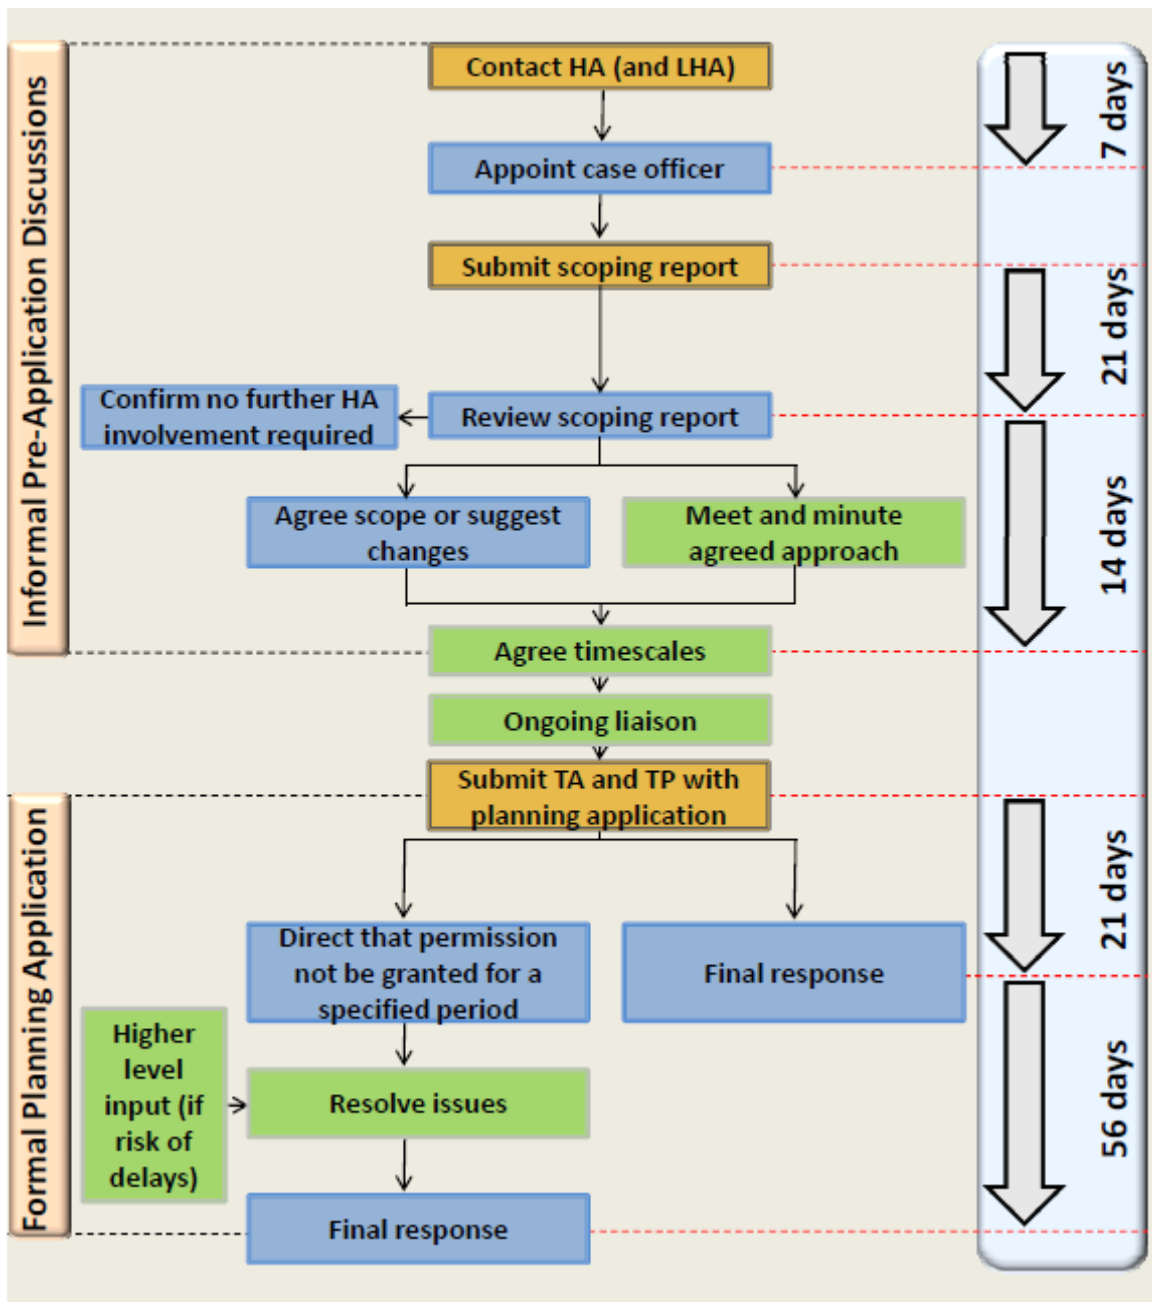 Informal Pre-Application Discussions
Contact HA (and LHA)
7 days
Appoint case officer
Submit scoping report
21 days
Confirm no further HA
involvement required
Review scoping report
Agree scope or suggest
changes
Meet and minute
agreed approach
14 days
Agree timescales
Ongoing liaison
Formal Planning Application
Submit TA and TP with
planning application
21 days
Direct that permission
not be granted for a
specified period
Final response
Higher
level
input (if
risk of
delays)
Resolve issues
56 days
Final response